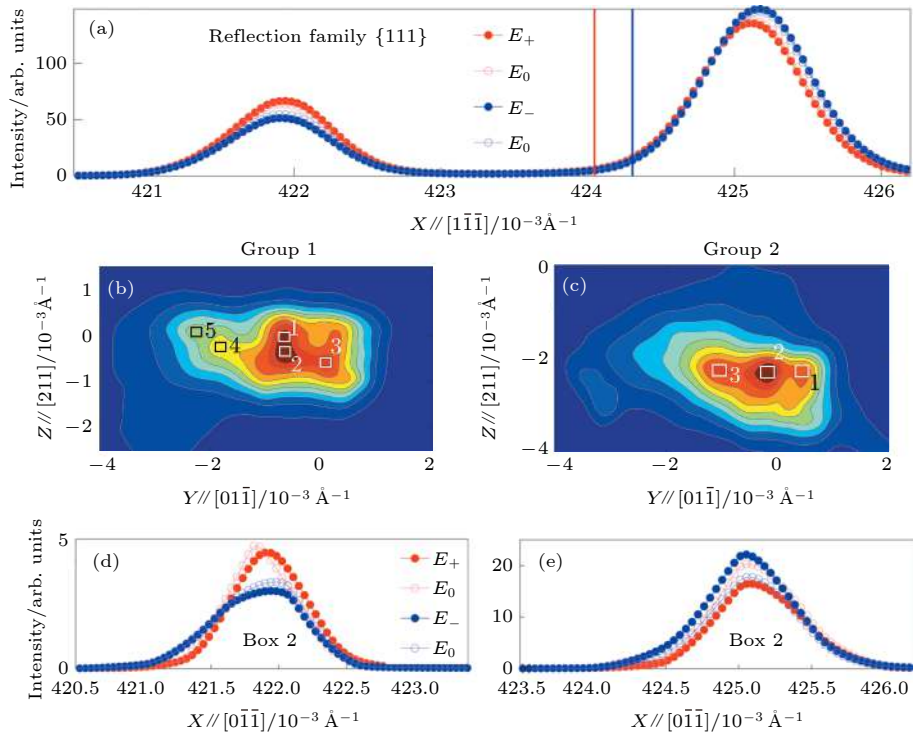 (a)
Reflection family {111}
E₊
E₀
E₋
E₀
Intensity/arb. units
100
50
0
421 422 423 424 425 426
X // [11̄1̄]/10⁻³Å⁻¹
Group 1
(b)
5 4 1 2 3
Z // [211]/10⁻³ Å⁻¹
1
0
−1
−2
−4 −2 0 2
Y // [011̄]/10⁻³ Å⁻¹
Group 2
(c)
3 2 1
Z // [211]/10⁻³ Å⁻¹
0
−2
−4
−4 −2 0 2
Y // [011̄]/10⁻³ Å⁻¹
(d)
E₊
E₀
E₋
E₀
Box 2
Intensity/arb. units
5
0
420.5 421.0 421.5 422.0 422.5 423.0
X // [01̄1̄]/10⁻³ Å⁻¹
(e)
Box 2
20
10
0
423.5 424.0 424.5 425.0 425.5 426.0
X // [01̄1̄]/10⁻³ Å⁻¹